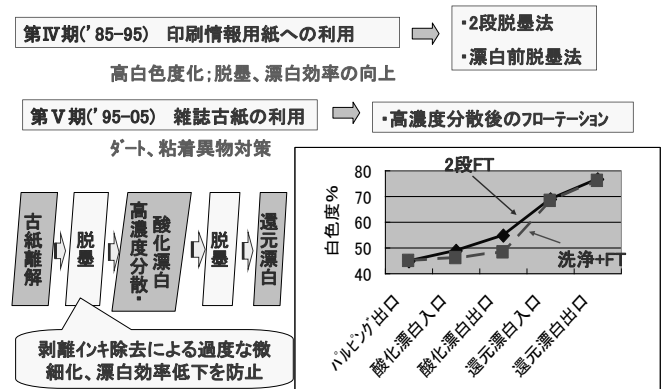 第Ⅳ期('85-95) 印刷情報用紙への利用
・2段脱墨法
・漂白前脱墨法
高白色度化;脱墨、漂白効率の向上
第Ⅴ期('95-05) 雑誌古紙の利用
・高濃度分散後のフローテーション
ダート、粘着異物対策
古紙離解
脱墨
高濃度分散・
酸化漂白
脱墨
還元漂白
剥離インキ除去による過度な微
細化、漂白効率低下を防止
白色度%
80
70
60
50
40
2段FT
洗浄+FT
パルピング出口
酸化漂白入口
酸化漂白出口
還元漂白入口
還元漂白出口